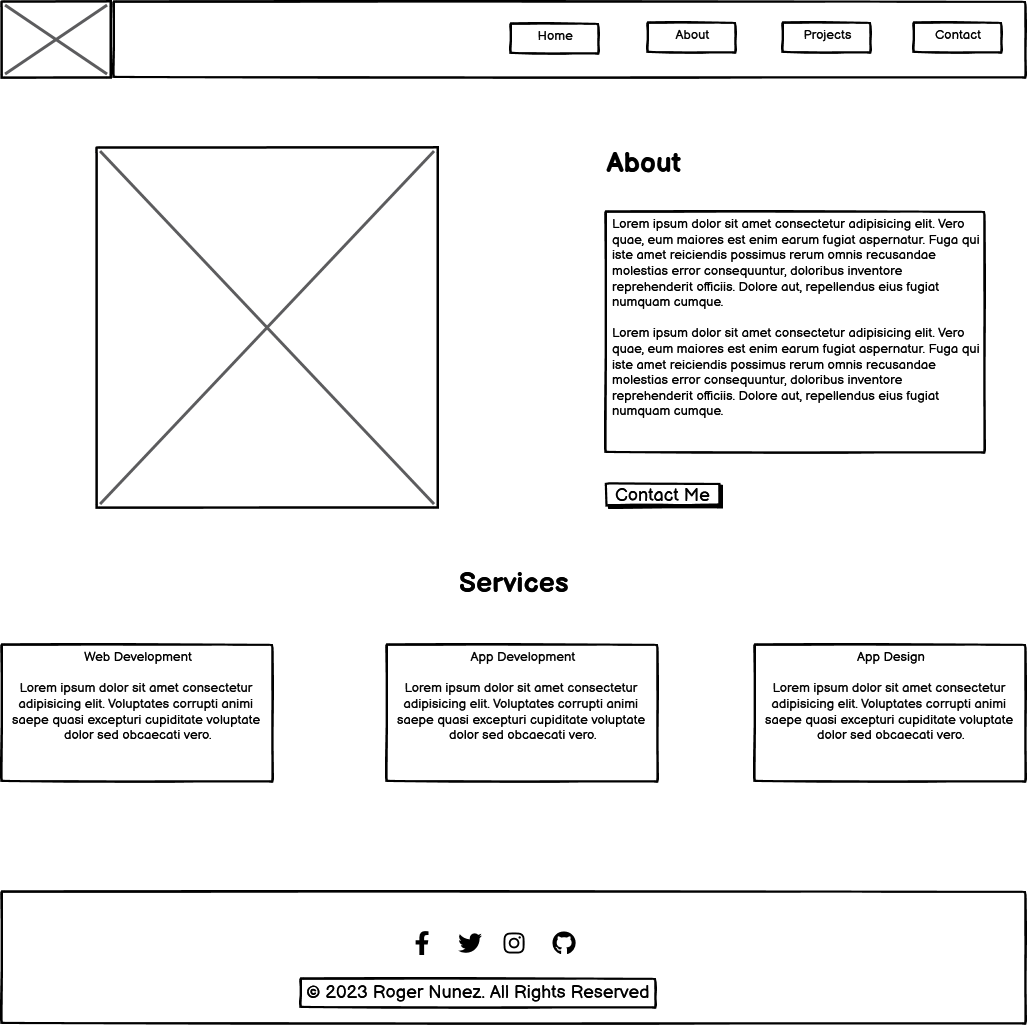 Home
About
Projects
Contact
About
Lorem ipsum dolor sit amet consectetur adipisicing elit. Vero
quae, eum maiores est enim earum fugiat aspernatur. Fuga qui
iste amet reiciendis possimus rerum omnis recusandae
molestias error consequuntur, doloribus inventore
reprehenderit officiis. Dolore aut, repellendus eius fugiat
numquam cumque.
Lorem ipsum dolor sit amet consectetur adipisicing elit. Vero
quae, eum maiores est enim earum fugiat aspernatur. Fuga qui
iste amet reiciendis possimus rerum omnis recusandae
molestias error consequuntur, doloribus inventore
reprehenderit officiis. Dolore aut, repellendus eius fugiat
numquam cumque.
Contact Me
Services
Web Development
Lorem ipsum dolor sit amet consectetur
adipisicing elit. Voluptates corrupti animi
saepe quasi excepturi cupiditate voluptate
dolor sed obcaecati vero.
App Development
Lorem ipsum dolor sit amet consectetur
adipisicing elit. Voluptates corrupti animi
saepe quasi excepturi cupiditate voluptate
dolor sed obcaecati vero.
App Design
Lorem ipsum dolor sit amet consectetur
adipisicing elit. Voluptates corrupti animi
saepe quasi excepturi cupiditate voluptate
dolor sed obcaecati vero.
© 2023 Roger Nunez. All Rights Reserved